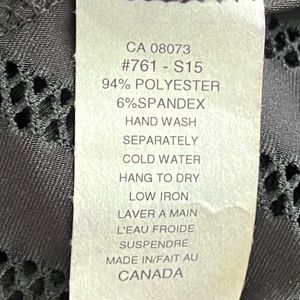 CA 08073
#761 - S15
94% POLYESTER
6%SPANDEX
HAND WASH
SEPARATELY
COLD WATER
HANG TO DRY
LOW IRON
LAVER A MAIN
L'EAU FROIDE
SUSPENDRE
MADE IN/FAIT AU
CANADA